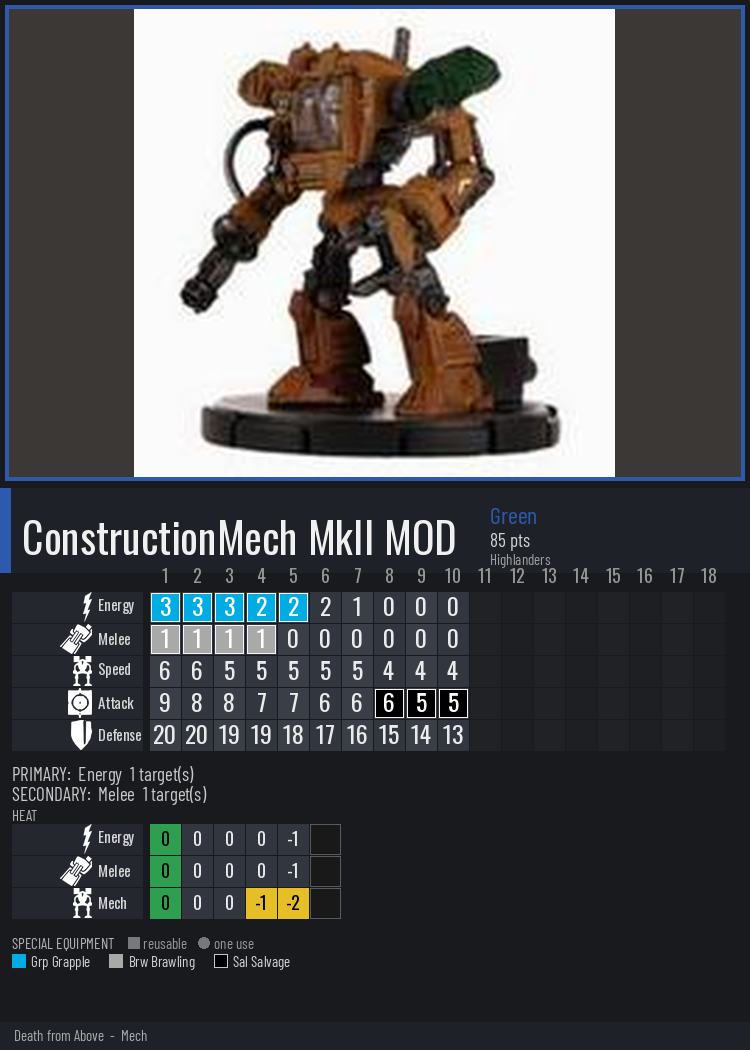 ConstructionMech MkII MOD
Green
85 pts
Highlanders
1 2 3 4 5 6 7 8 9 10 11 12 13 14 15 16 17 18
Energy 3 3 3 2 2 2 1 0 0 0
Melee 1 1 1 1 0 0 0 0 0 0
Speed 6 6 5 5 5 5 5 4 4 4
Attack 9 8 8 7 7 6 6 6 5 5
Defense 20 20 19 19 18 17 16 15 14 13
PRIMARY: Energy 1 target(s)
SECONDARY: Melee 1 target(s)
HEAT
Energy 0 0 0 0 -1
Melee 0 0 0 0 -1
Mech 0 0 0 -1 -2
SPECIAL EQUIPMENT reusable one use
Grp Grapple Brw Brawling Sal Salvage
Death from Above - Mech